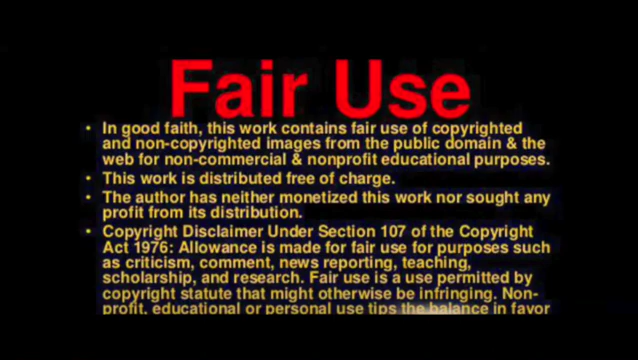 Fair Use
• In good faith, this work contains fair use of copyrighted
and non-copyrighted images from the public domain & the
web for non-commercial & nonprofit educational purposes.
• This work is distributed free of charge.
• The author has neither monetized this work nor sought any
profit from its distribution.
• Copyright Disclaimer Under Section 107 of the Copyright
Act 1976: Allowance is made for fair use for purposes such
as criticism, comment, news reporting, teaching,
scholarship, and research. Fair use is a use permitted by
copyright statute that might otherwise be infringing. Non-
profit, educational or personal use tips the balance in favor